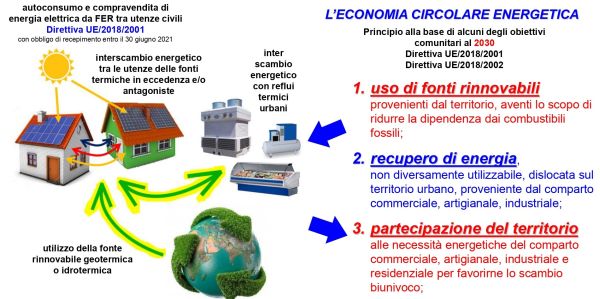 autoconsumo e compravendita di
energia elettrica da FER tra utenze civili
Direttiva UE/2018/2001
con obbligo di recepimento entro il 30 giugno 2021
interscambio energetico
tra le utenze delle fonti
termiche in eccedenza e/o
antagoniste
inter
scambio
energetico
con reflui
termici
urbani
utilizzo della fonte
rinnovabile geotermica
o idrotermica
L'ECONOMIA CIRCOLARE ENERGETICA
Principio alla base di alcuni degli obiettivi
comunitari al 2030
Direttiva UE/2018/2001
Direttiva UE/2018/2002
1. uso di fonti rinnovabili
provenienti dal territorio, aventi lo scopo di
ridurre la dipendenza dai combustibili
fossili;
2. recupero di energia,
non diversamente utilizzabile, dislocata sul
territorio urbano, proveniente dal comparto
commerciale, artigianale, industriale;
3. partecipazione del territorio
alle necessità energetiche del comparto
commerciale, artigianale, industriale e
residenziale per favorirne lo scambio
biunivoco;